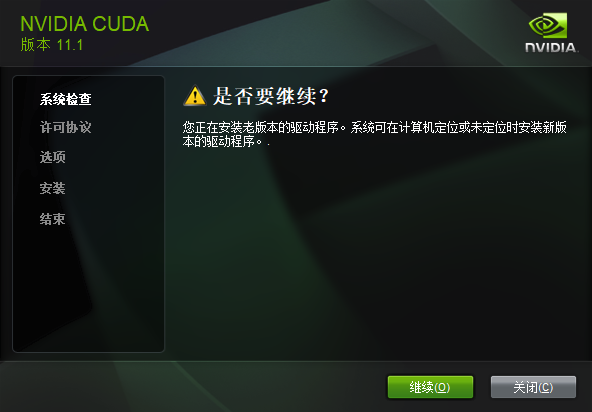 NVIDIA CUDA
版本 11.1
NVIDIA.
系统检查
许可协议
选项
安装
结束
是否要继续？
您正在安装老版本的驱动程序。系统可在计算机定位或未定位时安装新版
本的驱动程序。.
继续(O)
关闭(C)